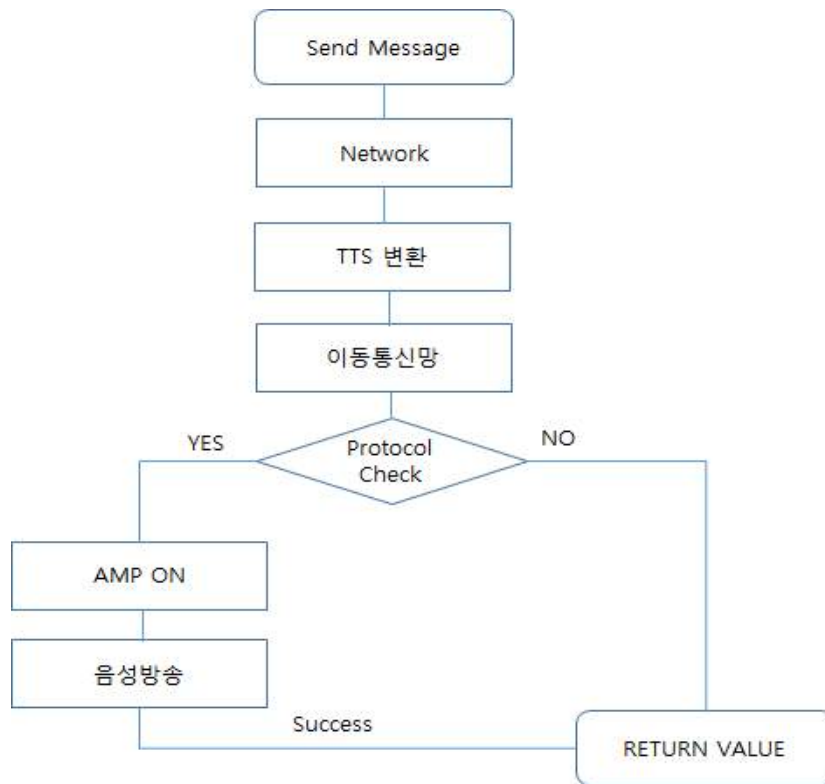 Send Message
Network
TTS 변환
이동통신망
YES
Protocol
Check
NO
AMP ON
음성방송
Success
RETURN VALUE